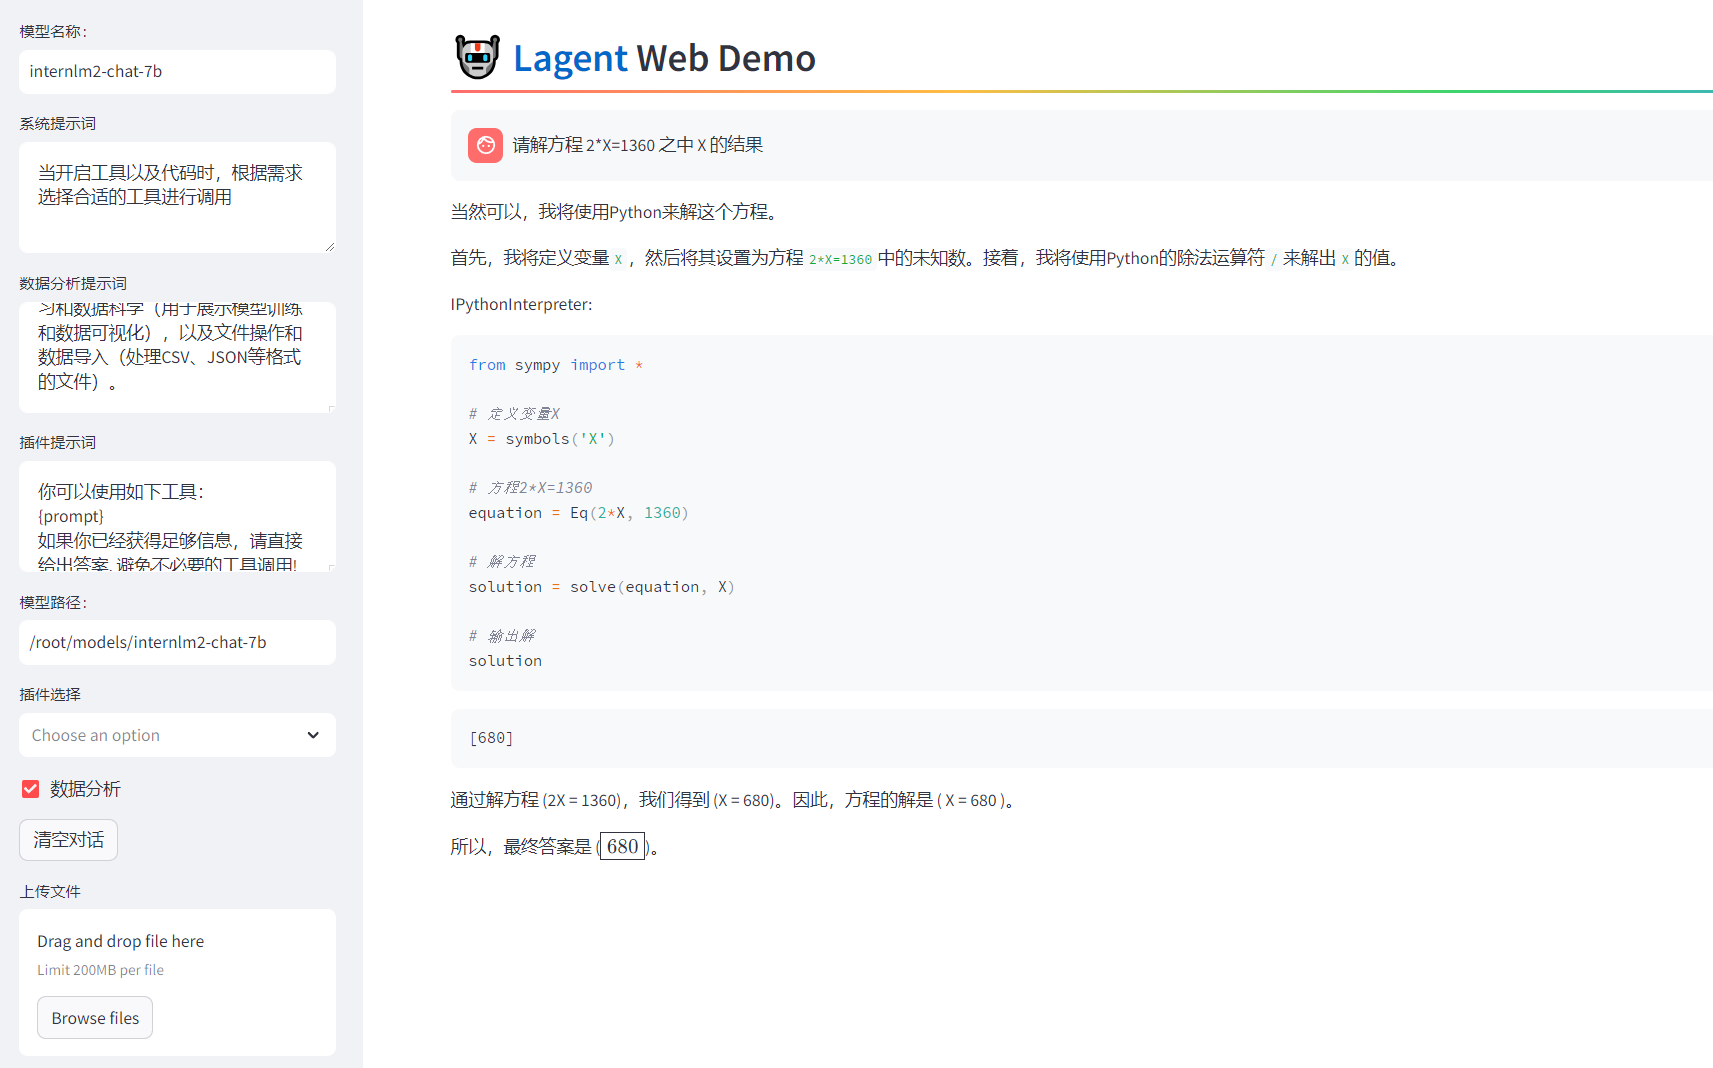 模型名称：
internlm2-chat-7b
系统提示词
当开启工具以及代码时，根据需求
选择合适的工具进行调用
数据分析提示词
习和数据科学（用于展示模型训练
和数据可视化），以及文件操作和
数据导入（处理CSV、JSON等格式
的文件）。
插件提示词
你可以使用如下工具：
{prompt}
如果你已经获得足够信息，请直接
给出答案. 避免不必要的工具调用!
模型路径：
/root/models/internlm2-chat-7b
插件选择
Choose an option
数据分析
清空对话
上传文件
Drag and drop file here
Limit 200MB per file
Browse files
Lagent Web Demo
请解方程 2*X=1360 之中 X 的结果
当然可以，我将使用Python来解这个方程。
首先，我将定义变量 X ，然后将其设置为方程 2*X=1360 中的未知数。接着，我将使用Python的除法运算符 / 来解出 X 的值。
IPythonInterpreter:
from sympy import *
# 定义变量X
X = symbols('X')
# 方程2*X=1360
equation = Eq(2*X, 1360)
# 解方程
solution = solve(equation, X)
# 输出解
solution
[680]
通过解方程 (2X = 1360)，我们得到 (X = 680)。因此，方程的解是 ( X = 680 )。
所以，最终答案是 (680)。